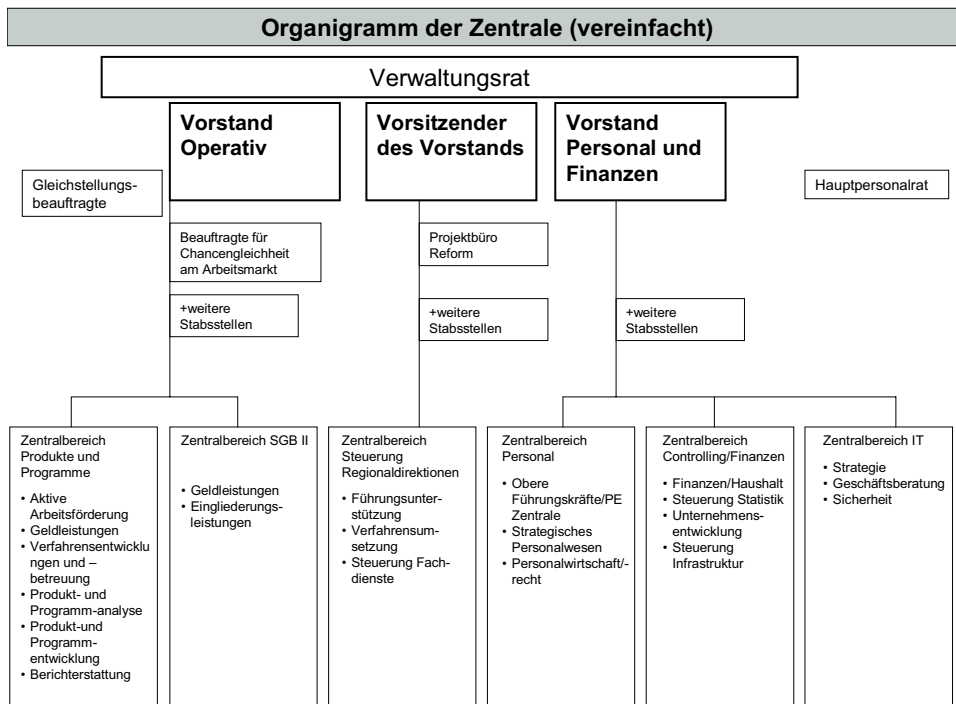 Organigramm der Zentrale (vereinfacht)
Verwaltungsrat
Vorstand
Operativ
Vorsitzender
des Vorstands
Vorstand
Personal und
Finanzen
Gleichstellungs-
beauftragte
Hauptpersonalrat
Beauftragte für
Chancengleichheit
am Arbeitsmarkt
Projektbüro
Reform
+weitere
Stabsstellen
+weitere
Stabsstellen
+weitere
Stabsstellen
Zentralbereich
Produkte und
Programme
• Aktive
Arbeitsförderung
• Geldleistungen
• Verfahrensentwicklu
ngen und –
betreuung
• Produkt- und
Programm-analyse
• Produkt-und
Programm-
entwicklung
• Berichterstattung
Zentralbereich SGB II
• Geldleistungen
• Eingliederungs-
leistungen
Zentralbereich
Steuerung
Regionaldirektionen
• Führungsunter-
stützung
• Verfahrensum-
setzung
• Steuerung Fach-
dienste
Zentralbereich
Personal
• Obere
Führungskräfte/PE
Zentrale
• Strategisches
Personalwesen
• Personalwirtschaft/-
recht
Zentralbereich
Controlling/Finanzen
• Finanzen/Haushalt
• Steuerung Statistik
• Unternehmens-
entwicklung
• Steuerung
Infrastruktur
Zentralbereich IT
• Strategie
• Geschäftsberatung
• Sicherheit